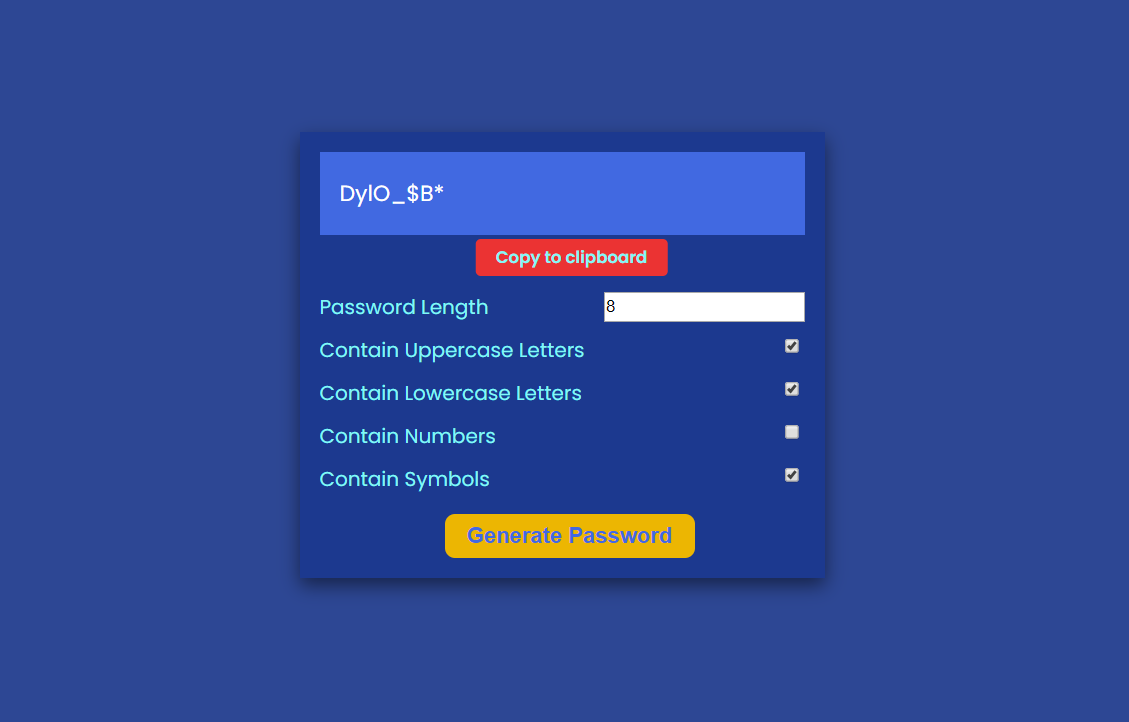 DylO_$B*
Copy to clipboard
Password Length 8
Contain Uppercase Letters
Contain Lowercase Letters
Contain Numbers
Contain Symbols
Generate Password